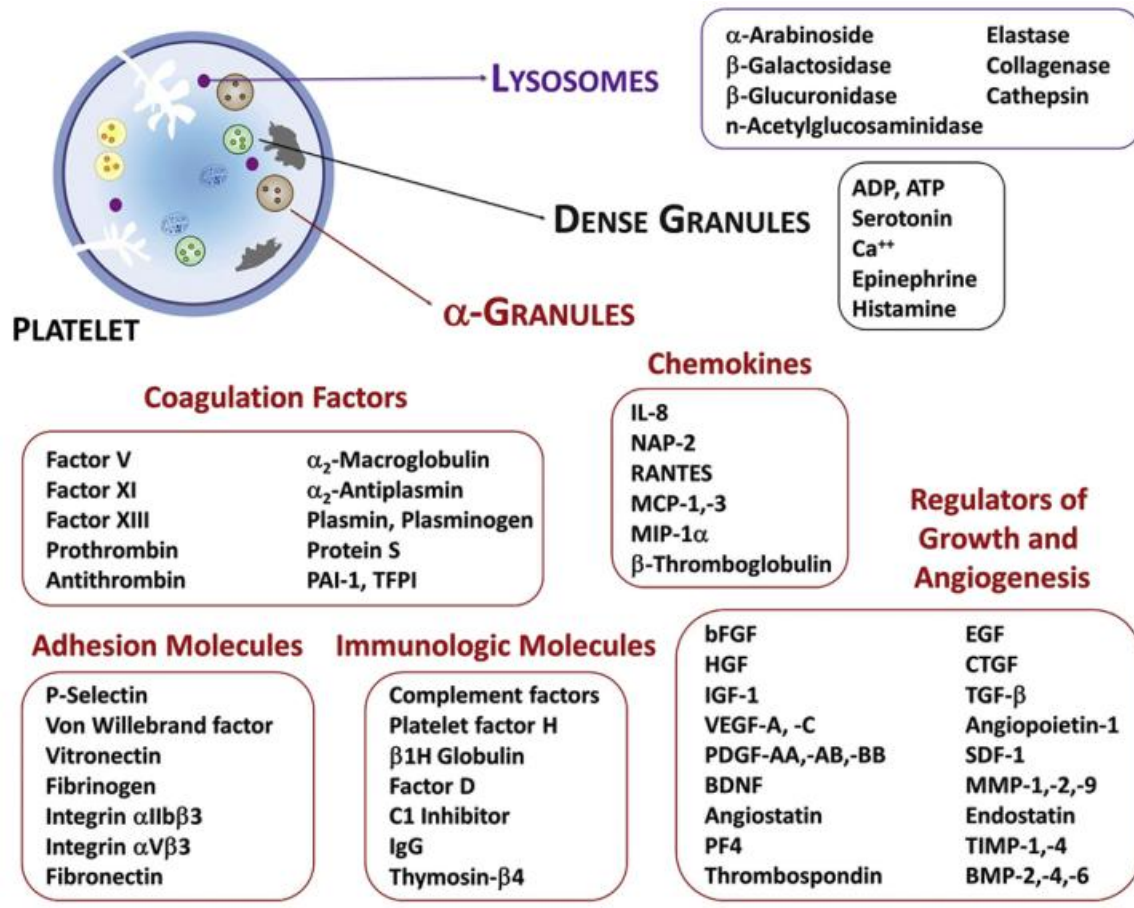 LYSOSOMES
α-Arabinoside Elastase
β-Galactosidase Collagenase
β-Glucuronidase Cathepsin
n-Acetylglucosaminidase
DENSE GRANULES
ADP, ATP
Serotonin
Ca⁺⁺
Epinephrine
Histamine
α-GRANULES
PLATELET
Coagulation Factors
Factor V α₂-Macroglobulin
Factor XI α₂-Antiplasmin
Factor XIII Plasmin, Plasminogen
Prothrombin Protein S
Antithrombin PAI-1, TFPI
Chemokines
IL-8
NAP-2
RANTES
MCP-1,-3
MIP-1α
β-Thromboglobulin
Adhesion Molecules
P-Selectin
Von Willebrand factor
Vitronectin
Fibrinogen
Integrin αIIbβ3
Integrin αVβ3
Fibronectin
Immunologic Molecules
Complement factors
Platelet factor H
β1H Globulin
Factor D
C1 Inhibitor
IgG
Thymosin-β4
Regulators of
Growth and
Angiogenesis
bFGF EGF
HGF CTGF
IGF-1 TGF-β
VEGF-A, -C Angiopoietin-1
PDGF-AA,-AB,-BB SDF-1
BDNF MMP-1,-2,-9
Angiostatin Endostatin
PF4 TIMP-1,-4
Thrombospondin BMP-2,-4,-6